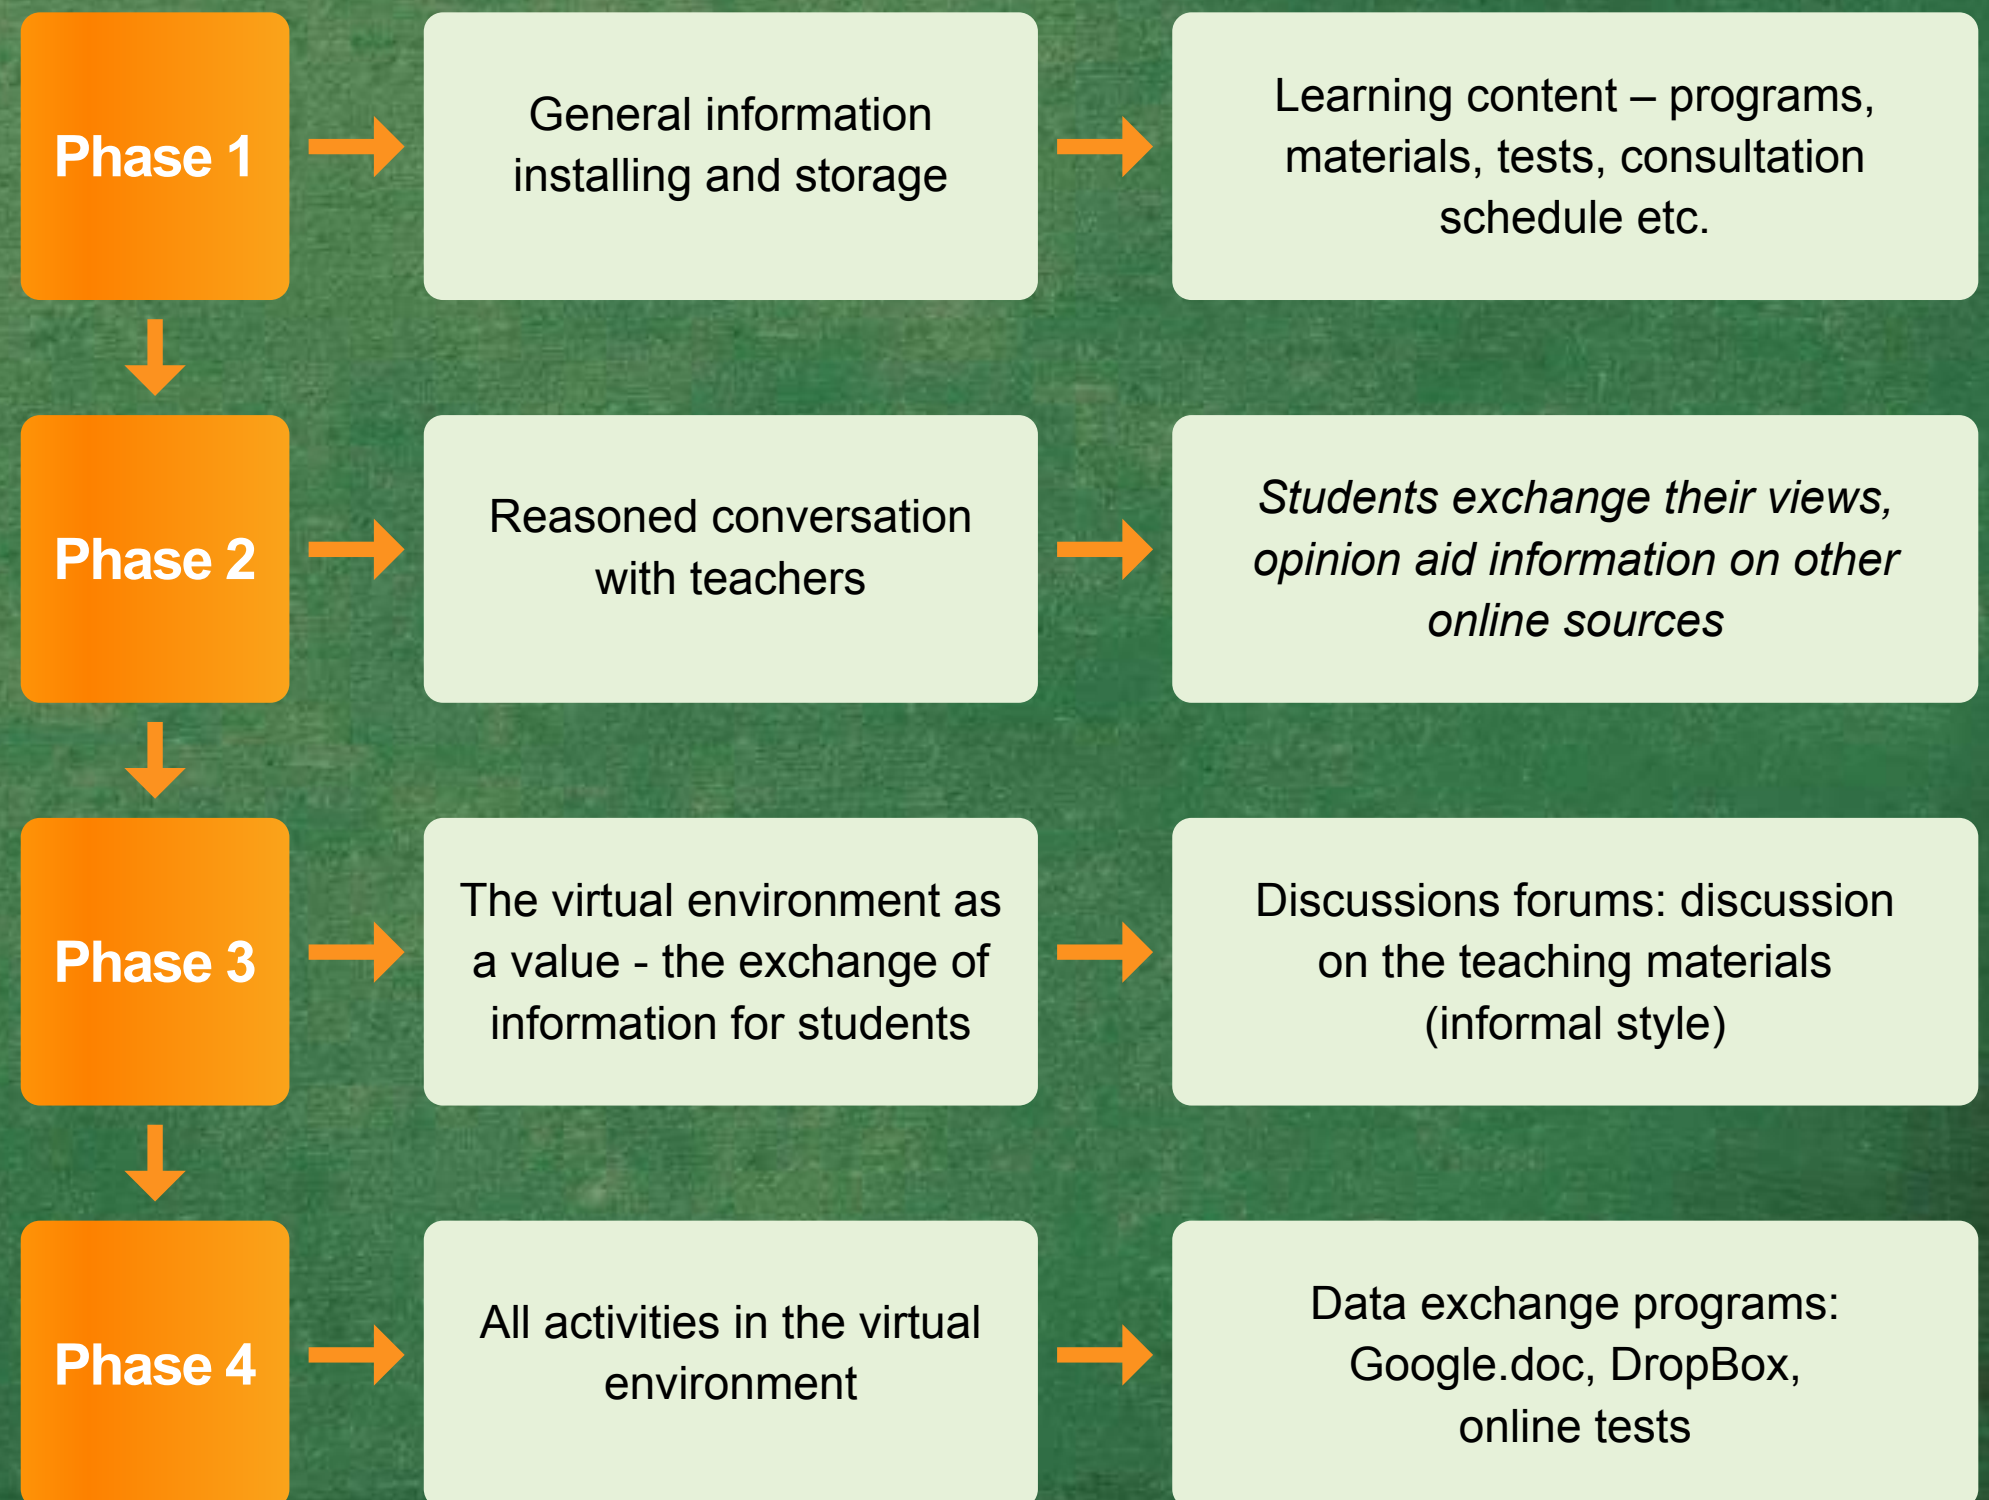 Phase 1
General information
installing and storage
Learning content – programs,
materials, tests, consultation
schedule etc.
Phase 2
Reasoned conversation
with teachers
Students exchange their views,
opinion aid information on other
online sources
Phase 3
The virtual environment as
a value - the exchange of
information for students
Discussions forums: discussion
on the teaching materials
(informal style)
Phase 4
All activities in the virtual
environment
Data exchange programs:
Google.doc, DropBox,
online tests